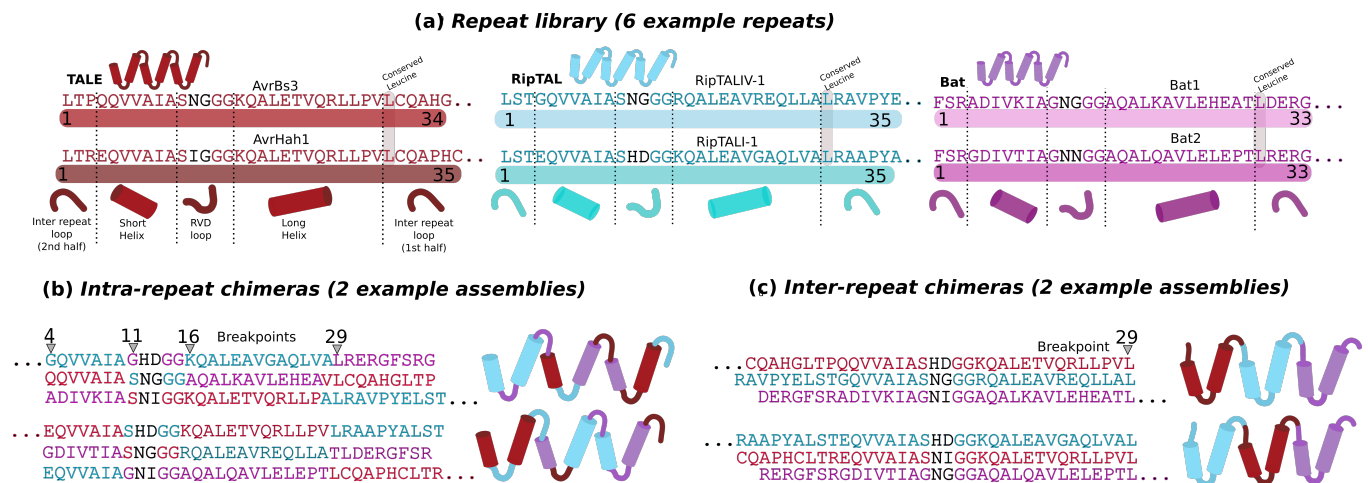 (a) Repeat library (6 example repeats)
TALE
AvrBs3
Conserved
Leucine
LTPQQVVAIASNGGGKQALETVQRLLPVLCQAHG..
1
34
AvrHah1
LTREQVVAIASIGGGKQALETVQRLLPVLCQAPHC..
1
35
Inter repeat
loop
(2nd half)
Short
Helix
RVD
loop
Long
Helix
Inter repeat
loop
(1st half)
RipTAL
RipTALIV-1
Conserved
Leucine
LSTGQVVAIASNGGGRQALEAVREQLLALRAVPYE..
1
35
RipTALI-1
LSTEQVVAIASHDGGKQALEAVGAQLVALRAAPYA..
1
35
Bat
Bat1
Conserved
Leucine
FSRADIVKIAGNGGGAQALKAVLEHEATLDERG...
1
33
Bat2
FSRGDIVTIAGNNGGAQALQAVLELEPTLRERG...
1
33
(b) Intra-repeat chimeras (2 example assemblies)
4
11
16
Breakpoints
29
...GQVVAIAGHDGGKQALEAVGAQLVALRERGFSRG
QQVVAIASNGGGAQALKAVLEHEAVLCQAHGLTP
ADIVKIASNIGGKQALETVQRLLPALRAVPYELST...
...EQVVAIASHDGGKQALETVQRLLPVLRAAPYALST
GDIVTIASNGGGRQALEAVREQLLATLDERGFSR
EQVVAIAGNIGGAQALQAVLELEPTLCQAPHCLTR...
(c) Inter-repeat chimeras (2 example assemblies)
Breakpoint
29
...CQAHGLTPQQVVAIASHDGGKQALETVQRLLPVL
RAVPYELSTGQVVAIASNGGGRQALEAVREQLLAL
DERGFSRADIVKIAGNIGGAQALKAVLEHEATL...
...RAAPYALSTEQVVAIASHDGGKQALEAVGAQLVAL
CQAPHCLTREQVVAIASNIGGKQALETVQRLLPVL
RERGFSRGDIVTIAGNGGGAQALQAVLELEPTL...